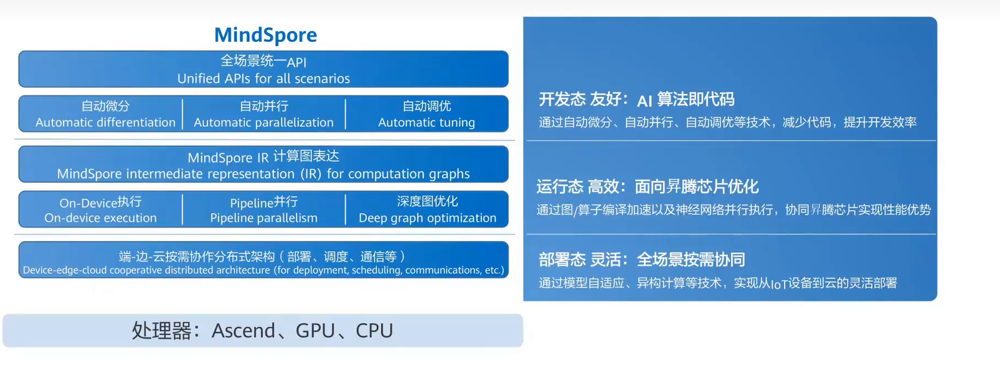 MindSpore
全场景统一API
Unified APIs for all scenarios
自动微分
Automatic differentiation
自动并行
Automatic parallelization
自动调优
Automatic tuning
MindSpore IR 计算图表达
MindSpore intermediate representation (IR) for computation graphs
On-Device执行
On-device execution
Pipeline并行
Pipeline parallelism
深度图优化
Deep graph optimization
端-边-云按需协作分布式架构（部署、调度、通信等）
Device-edge-cloud cooperative distributed architecture (for deployment, scheduling, communications, etc.)
处理器：Ascend、GPU、CPU
开发态 友好：AI 算法即代码
通过自动微分、自动并行、自动调优等技术，减少代码，提升开发效率
运行态 高效：面向昇腾芯片优化
通过图/算子编译加速以及神经网络并行执行，协同昇腾芯片实现性能优势
部署态 灵活：全场景按需协同
通过模型自适应、异构计算等技术，实现从IoT设备到云的灵活部署